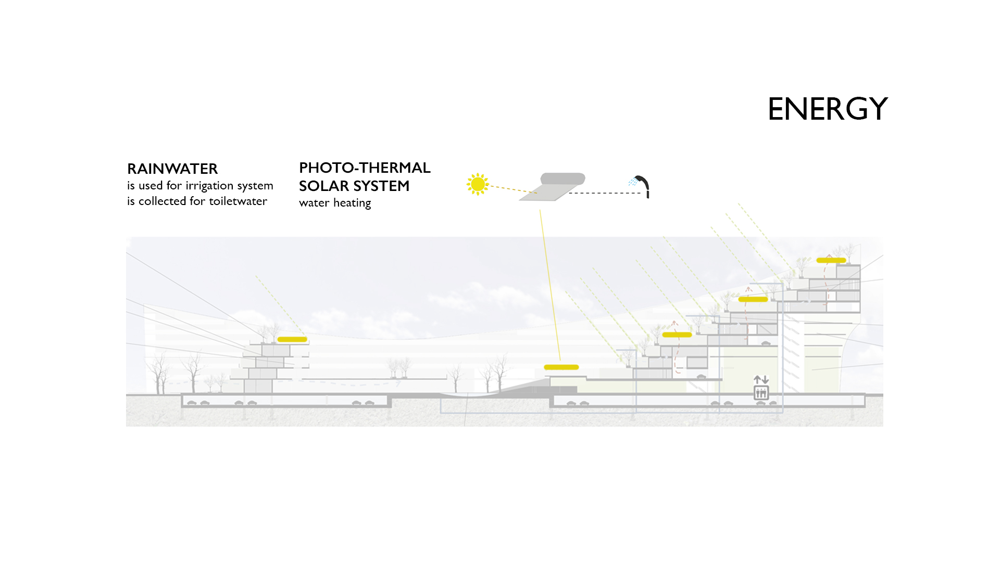 ENERGY
RAINWATER
is used for irrigation system
is collected for toiletwater
PHOTO-THERMAL
SOLAR SYSTEM
water heating